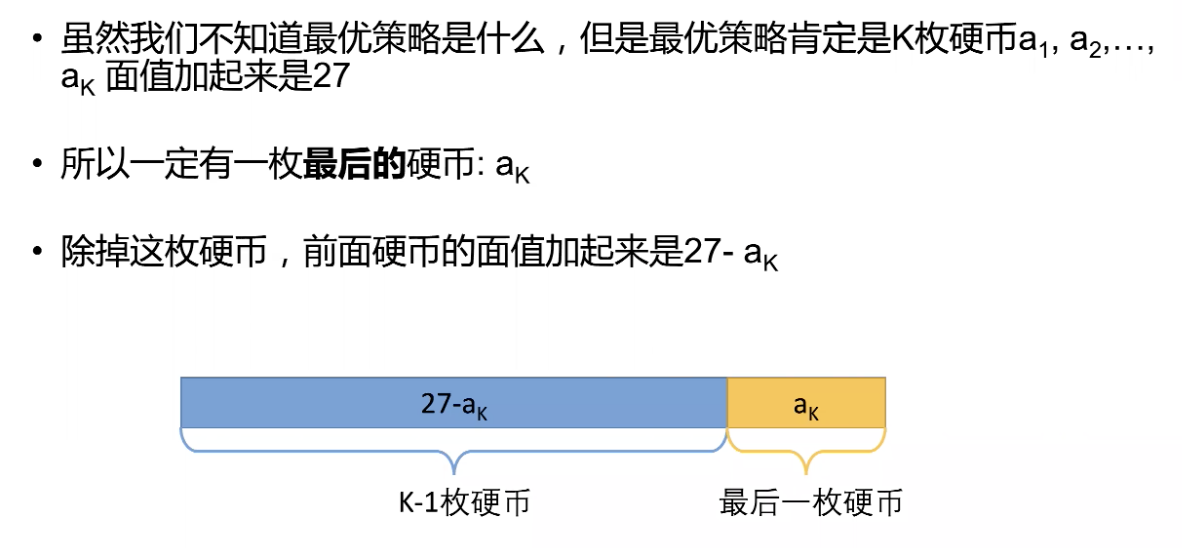 • 虽然我们不知道最优策略是什么，但是最优策略肯定是K枚硬币a₁, a₂,…,
aK 面值加起来是27
• 所以一定有一枚最后的硬币: aK
• 除掉这枚硬币，前面硬币的面值加起来是27- aK
27-aK aK
K-1枚硬币 最后一枚硬币